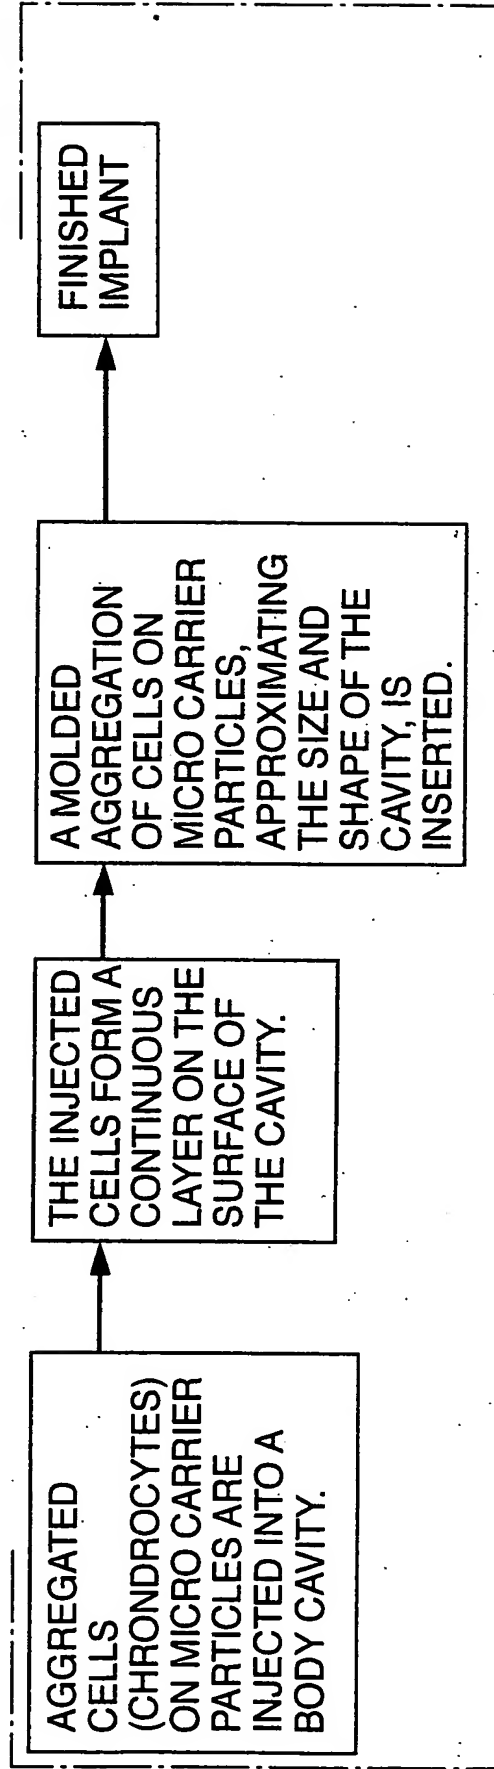 AGGREGATED
CELLS
(CHRONDROCYTES)
ON MICRO CARRIER
PARTICLES ARE
INJECTED INTO A
BODY CAVITY.
THE INJECTED
CELLS FORM A
CONTINUOUS
LAYER ON THE
SURFACE OF
THE CAVITY.
A MOLDED
AGGREGATION
OF CELLS ON
MICRO CARRIER
PARTICLES,
APPROXIMATING
THE SIZE AND
SHAPE OF THE
CAVITY, IS
INSERTED.
FINISHED
IMPLANT